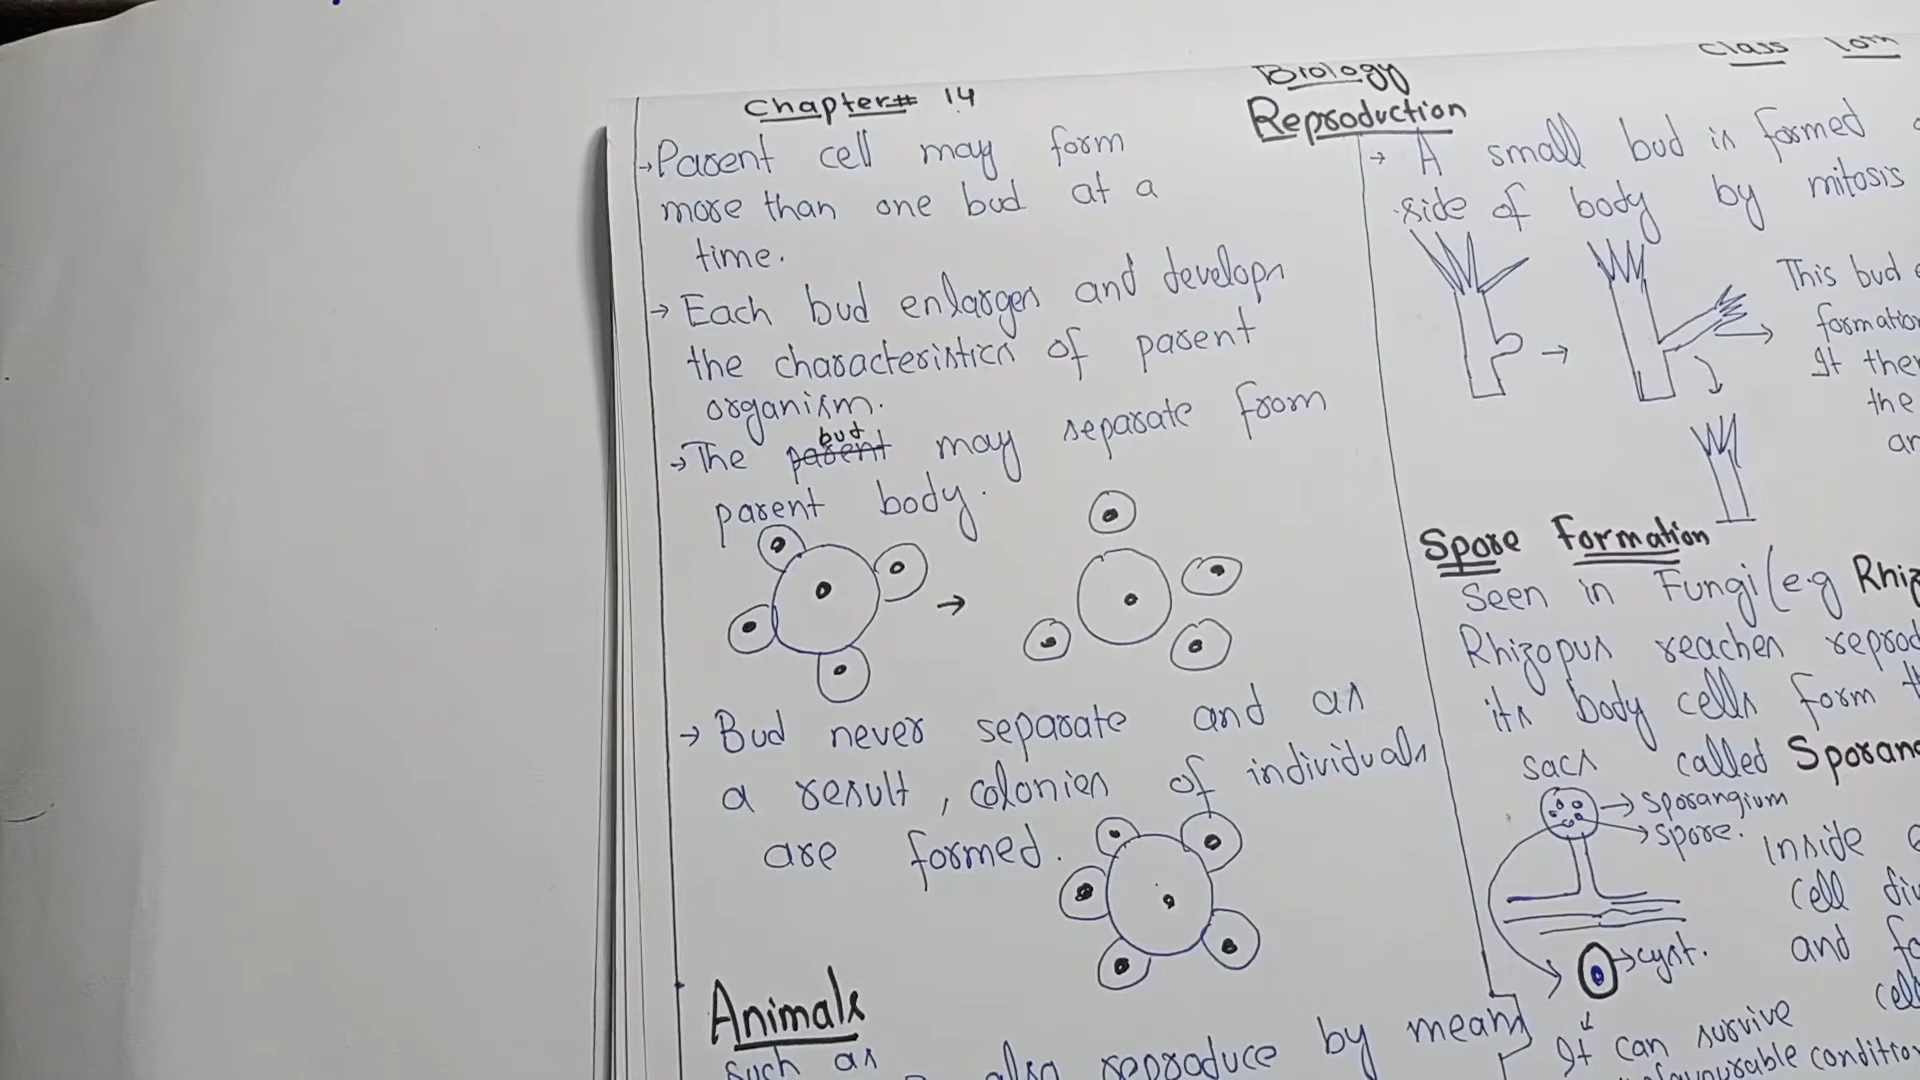 Class 10th
Biology
Chapter# 14
Reproduction
→Parent cell may form
more than one bud at a
time.
→ Each bud enlarges and develops
the characteristics of parent
organism.
bud
→The parent may separate from
parent body.
→ Bud never separate and as
a result, colonies of individuals
are formed.
Animals
such as also reproduce by means
→ A small bud is formed
side of body by mitosis
This bud
formation
It then
the
Spore Formation
Seen in Fungi (e.g
Rhizopus reaches
its body cells form
sacs called
→ Sporangium
→ Spore.
Inside
cell
and
→cyst.
It can survive
conditions